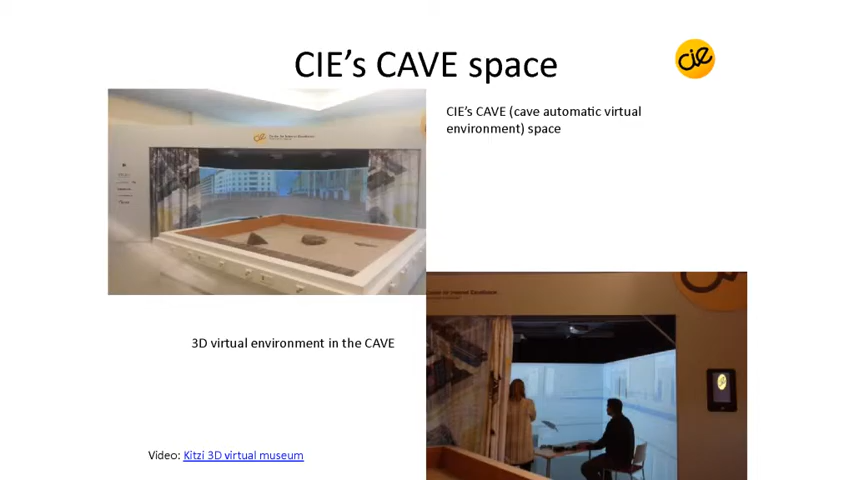 CIE’s CAVE space
cie
CIE’s CAVE (cave automatic virtual
environment) space
3D virtual environment in the CAVE
Video: Kitzi 3D virtual museum